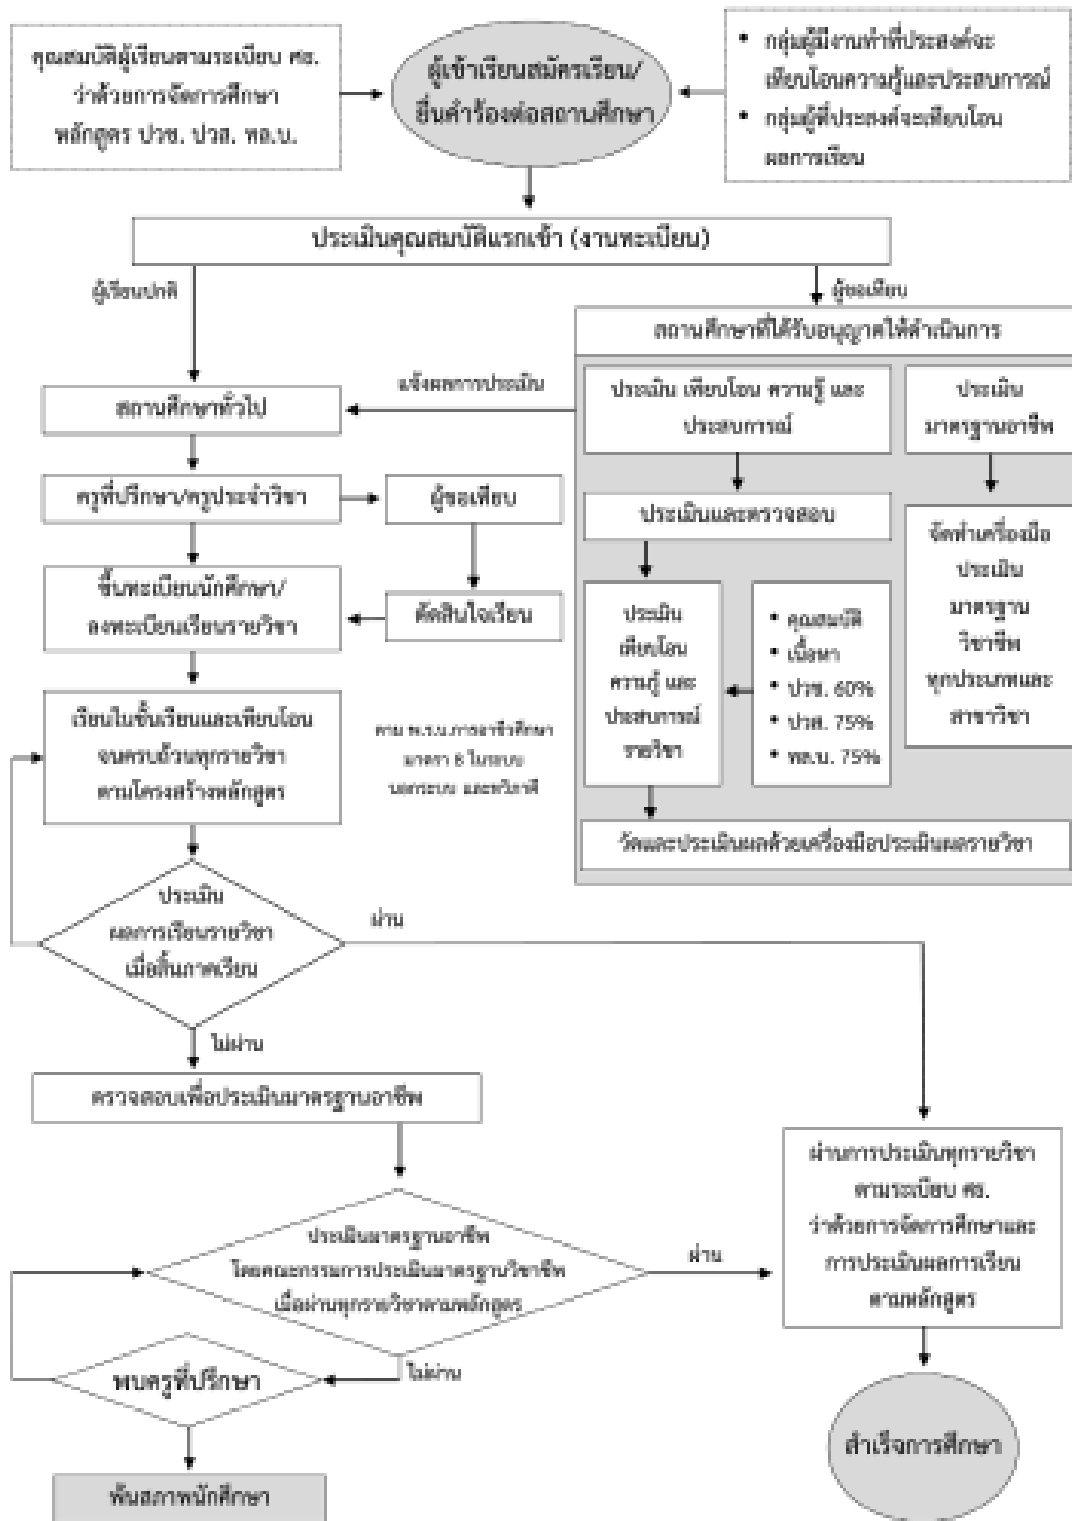 คุณสมบัติผู้เรียนตามระเบียบ ศธ.
ว่าด้วยการจัดการศึกษา
หลักสูตร ปวช. ปวส. ทล.บ.
ผู้เข้าเรียนสมัครเรียน/
ยื่นคำร้องต่อสถานศึกษา
• กลุ่มผู้มีงานทำที่ประสงค์จะ
เทียบโอนความรู้และประสบการณ์
• กลุ่มผู้ที่ประสงค์จะเทียบโอน
ผลการเรียน
ประเมินคุณสมบัติแรกเข้า (งานทะเบียน)
ผู้เรียนปกติ
ผู้ขอเทียบ
สถานศึกษาที่ได้รับอนุญาตให้ดำเนินการ
แจ้งผลการประเมิน
สถานศึกษาทั่วไป
ประเมิน เทียบโอน ความรู้ และ
ประสบการณ์
ประเมิน
มาตรฐานอาชีพ
ครูที่ปรึกษา/ครูประจำวิชา
ผู้ขอเทียบ
ประเมินและตรวจสอบ
จัดทำเครื่องมือ
ประเมิน
มาตรฐาน
วิชาชีพ
ทุกประเภทและ
สาขาวิชา
ขึ้นทะเบียนนักศึกษา/
ลงทะเบียนเรียนรายวิชา
ตัดสินใจเรียน
ประเมิน
เทียบโอน
ความรู้ และ
ประสบการณ์
รายวิชา
• คุณสมบัติ
• เนื้อหา
• ปวช. 60%
• ปวส. 75%
• ทล.บ. 75%
เรียนในชั้นเรียนและเทียบโอน
จนครบถ้วนทุกรายวิชา
ตามโครงสร้างหลักสูตร
ตาม พ.ร.บ.การอาชีวศึกษา
มาตรา 8 ในระบบ
นอกระบบ และทวิภาคี
วัดและประเมินผลด้วยเครื่องมือประเมินผลรายวิชา
ประเมิน
ผลการเรียนรายวิชา
เมื่อสิ้นภาคเรียน
ผ่าน
ไม่ผ่าน
ตรวจสอบเพื่อประเมินมาตรฐานอาชีพ
ผ่านการประเมินทุกรายวิชา
ตามระเบียบ ศธ.
ว่าด้วยการจัดการศึกษาและ
การประเมินผลการเรียน
ตามหลักสูตร
ประเมินมาตรฐานอาชีพ
โดยคณะกรรมการประเมินมาตรฐานวิชาชีพ
เมื่อผ่านทุกรายวิชาตามหลักสูตร
ผ่าน
ไม่ผ่าน
พบครูที่ปรึกษา
สำเร็จการศึกษา
พ้นสภาพนักศึกษา